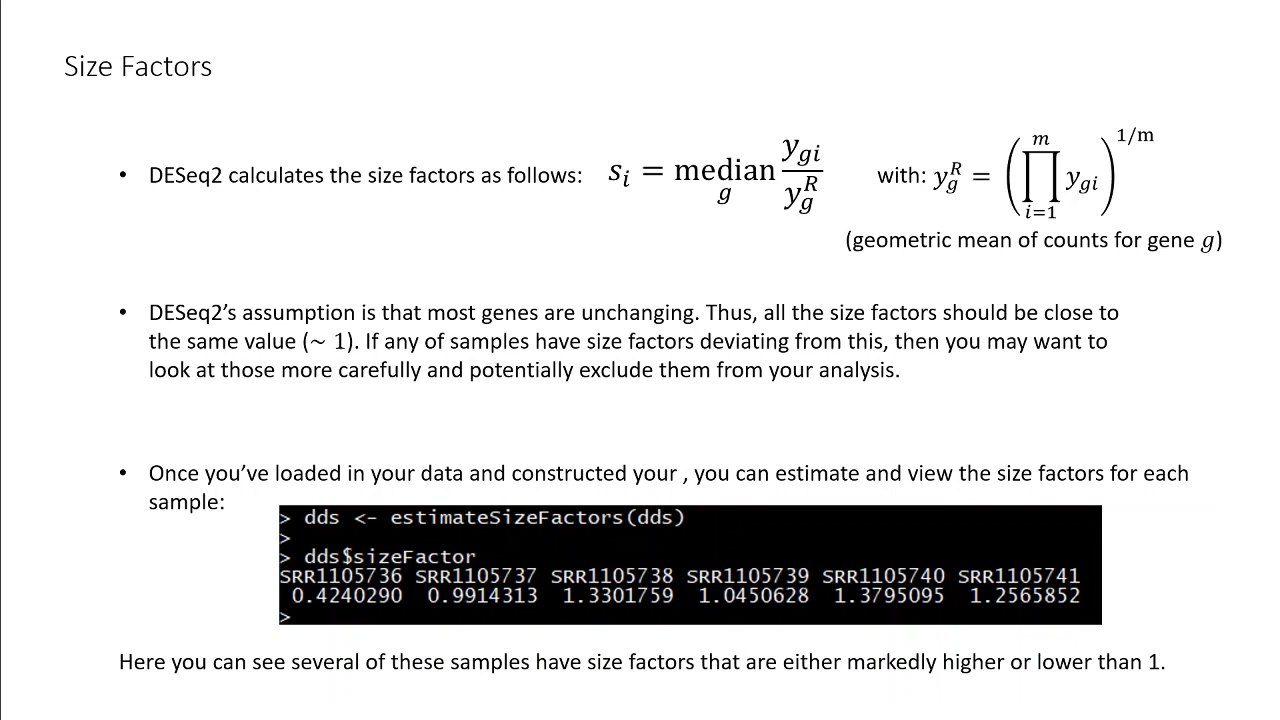 Size Factors
• DESeq2 calculates the size factors as follows: s_i = median_g y_{gi} / y_g^R with: y_g^R = (∏_{i=1}^{m} y_{gi})^{1/m}
(geometric mean of counts for gene g)
• DESeq2’s assumption is that most genes are unchanging. Thus, all the size factors should be close to
the same value (~ 1). If any of samples have size factors deviating from this, then you may want to
look at those more carefully and potentially exclude them from your analysis.
• Once you’ve loaded in your data and constructed your , you can estimate and view the size factors for each
sample:
> dds <- estimateSizeFactors(dds)
>
> dds$sizeFactor
SRR1105736 SRR1105737 SRR1105738 SRR1105739 SRR1105740 SRR1105741
0.4240290 0.9914313 1.3301759 1.0450628 1.3795095 1.2565852
>
Here you can see several of these samples have size factors that are either markedly higher or lower than 1.